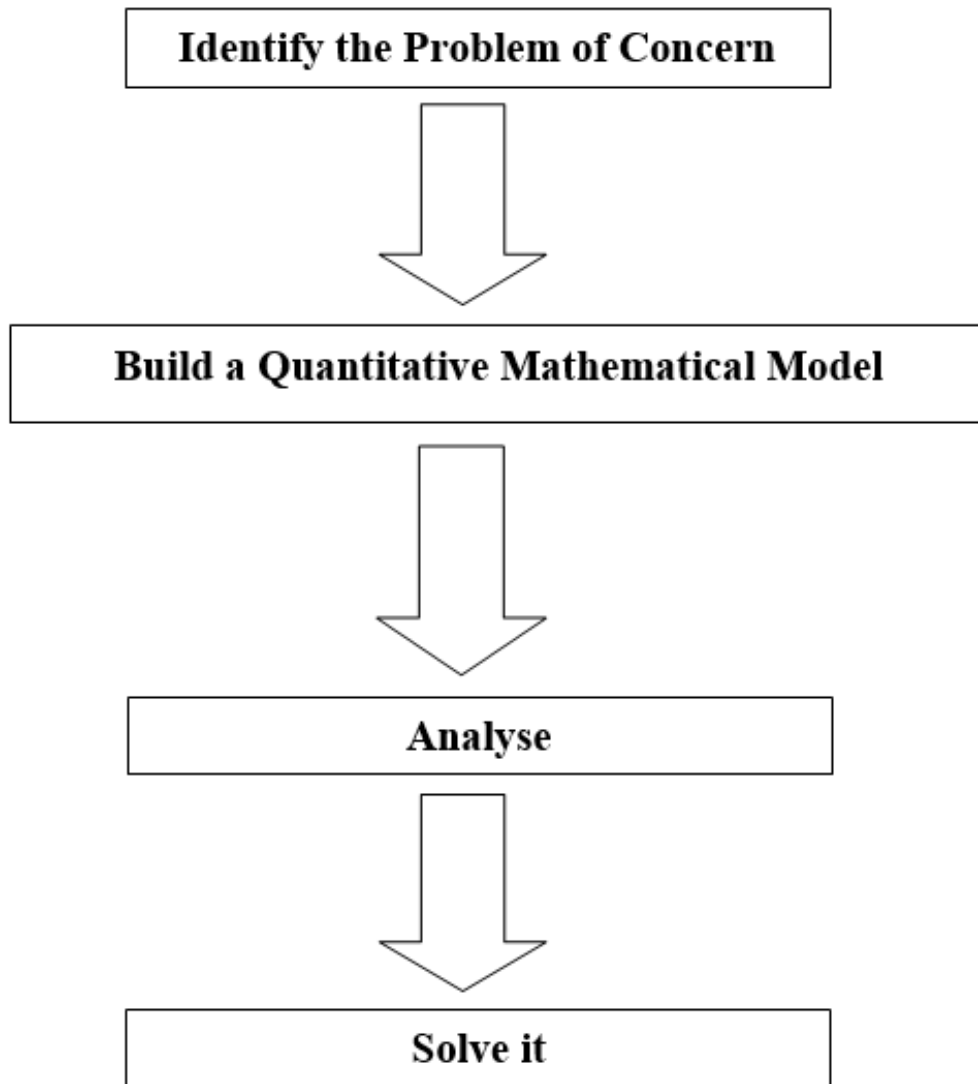 Identify the Problem of Concern
Build a Quantitative Mathematical Model
Analyse
Solve it